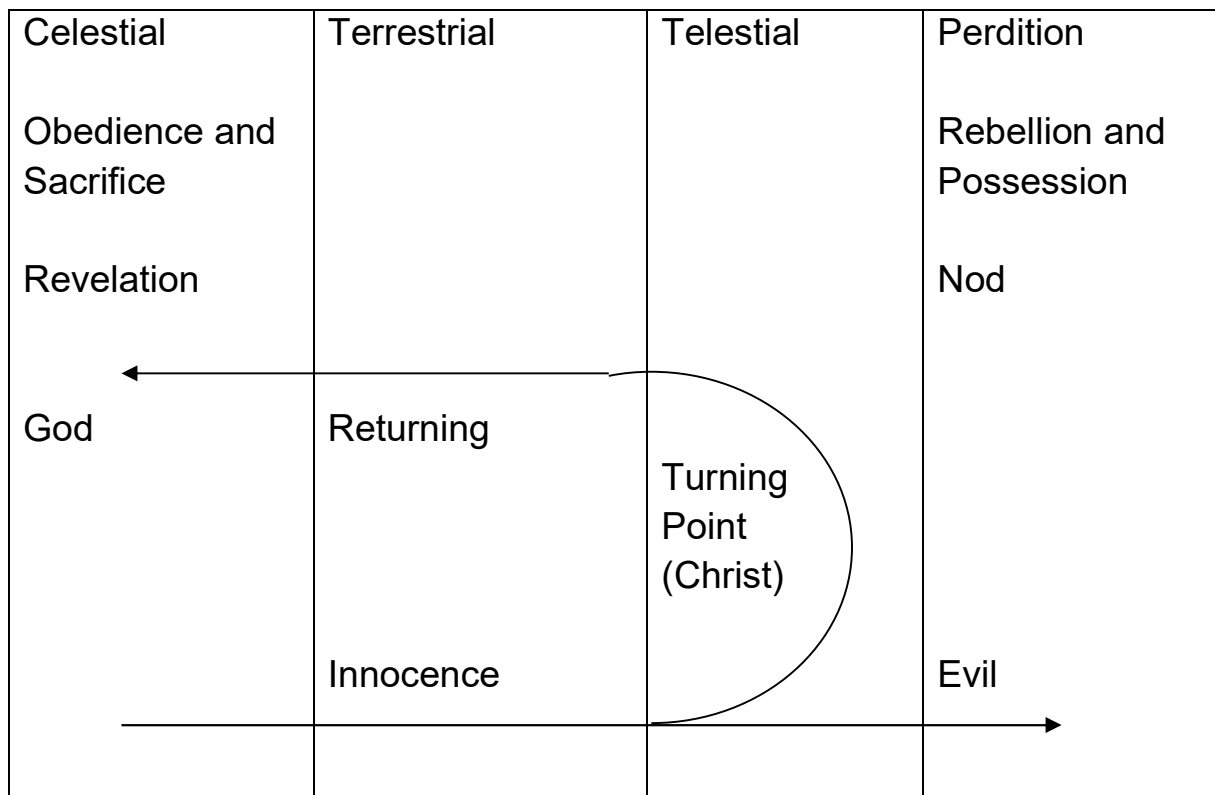 Celestial
Terrestrial
Telestial
Perdition
Obedience and
Sacrifice
Rebellion and
Possession
Revelation
Nod
God
Returning
Turning
Point
(Christ)
Innocence
Evil